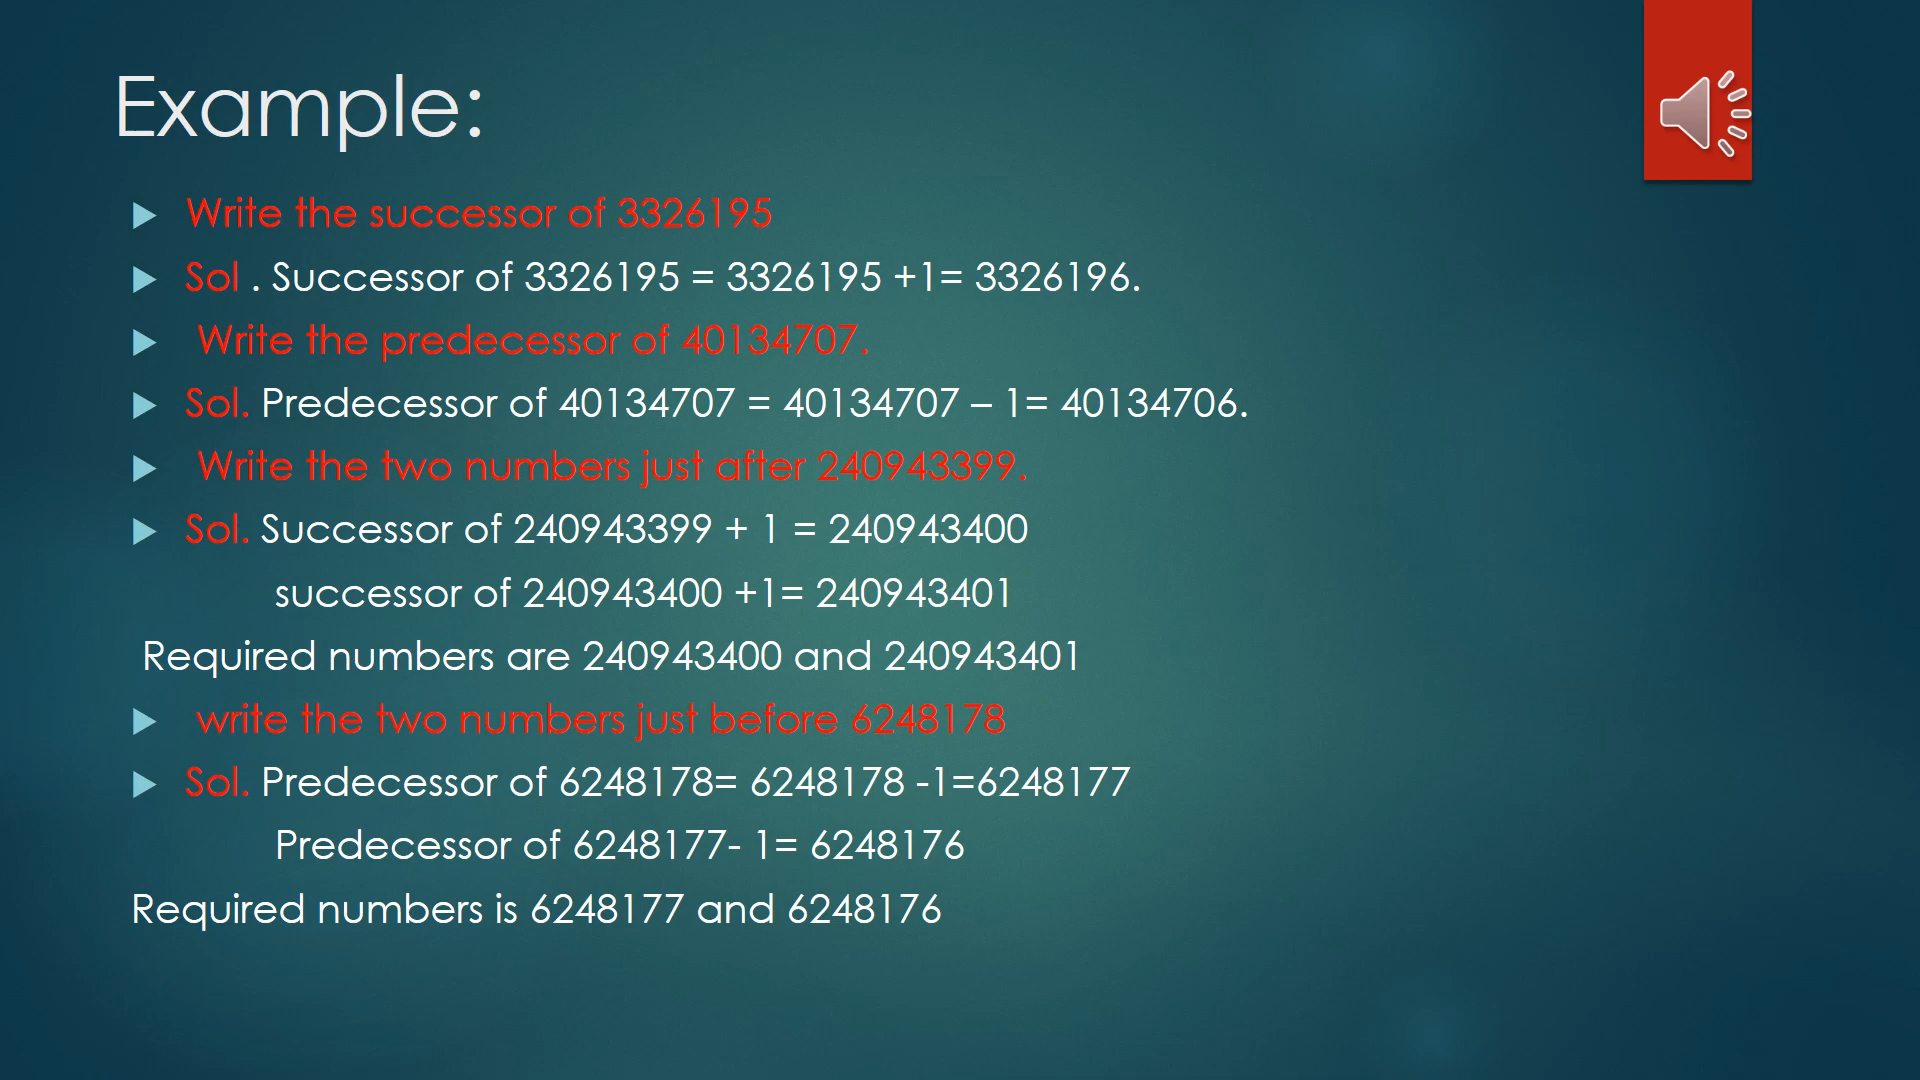 Example:
Write the successor of 3326195
Sol . Successor of 3326195 = 3326195 +1= 3326196.
Write the predecessor of 40134707.
Sol. Predecessor of 40134707 = 40134707 – 1= 40134706.
Write the two numbers just after 240943399.
Sol. Successor of 240943399 + 1 = 240943400
successor of 240943400 +1= 240943401
Required numbers are 240943400 and 240943401
write the two numbers just before 6248178
Sol. Predecessor of 6248178= 6248178 -1=6248177
Predecessor of 6248177- 1= 6248176
Required numbers is 6248177 and 6248176